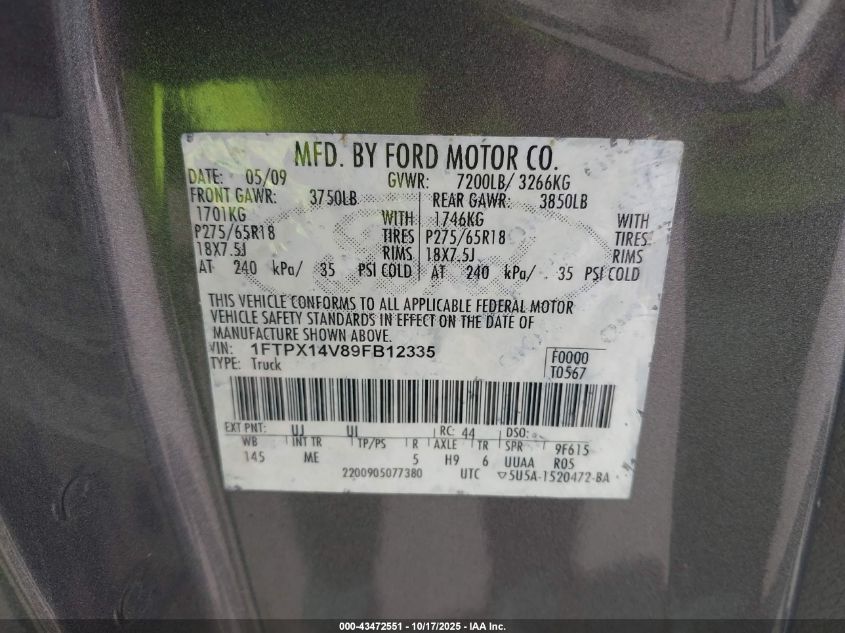 MFD. BY FORD MOTOR CO.
DATE: 05/09 GVWR: 7200LB/ 3266KG
FRONT GAWR: 3750LB REAR GAWR: 3850LB
1701KG WITH 1746KG WITH
P275/65R18 TIRES P275/65R18 TIRES
18X7.5J RIMS 18X7.5J RIMS
AT 240 kPa/ 35 PSI COLD AT 240 kPa/ 35 PSI COLD
THIS VEHICLE CONFORMS TO ALL APPLICABLE FEDERAL MOTOR
VEHICLE SAFETY STANDARDS IN EFFECT ON THE DATE OF
MANUFACTURE SHOWN ABOVE.
VIN: 1FTPX14V89FB12335 F0000
TYPE: Truck T0567
EXT PNT: UJ UJ RC: 44 DSO:
WB INT TR TP/PS R AXLE TR SPR 9F615
145 ME 5 H9 6 UUAA R05
2200905077380 UTC ▽5U5A-1520472-BA
000-43472551 - 10/17/2025 - IAA Inc.